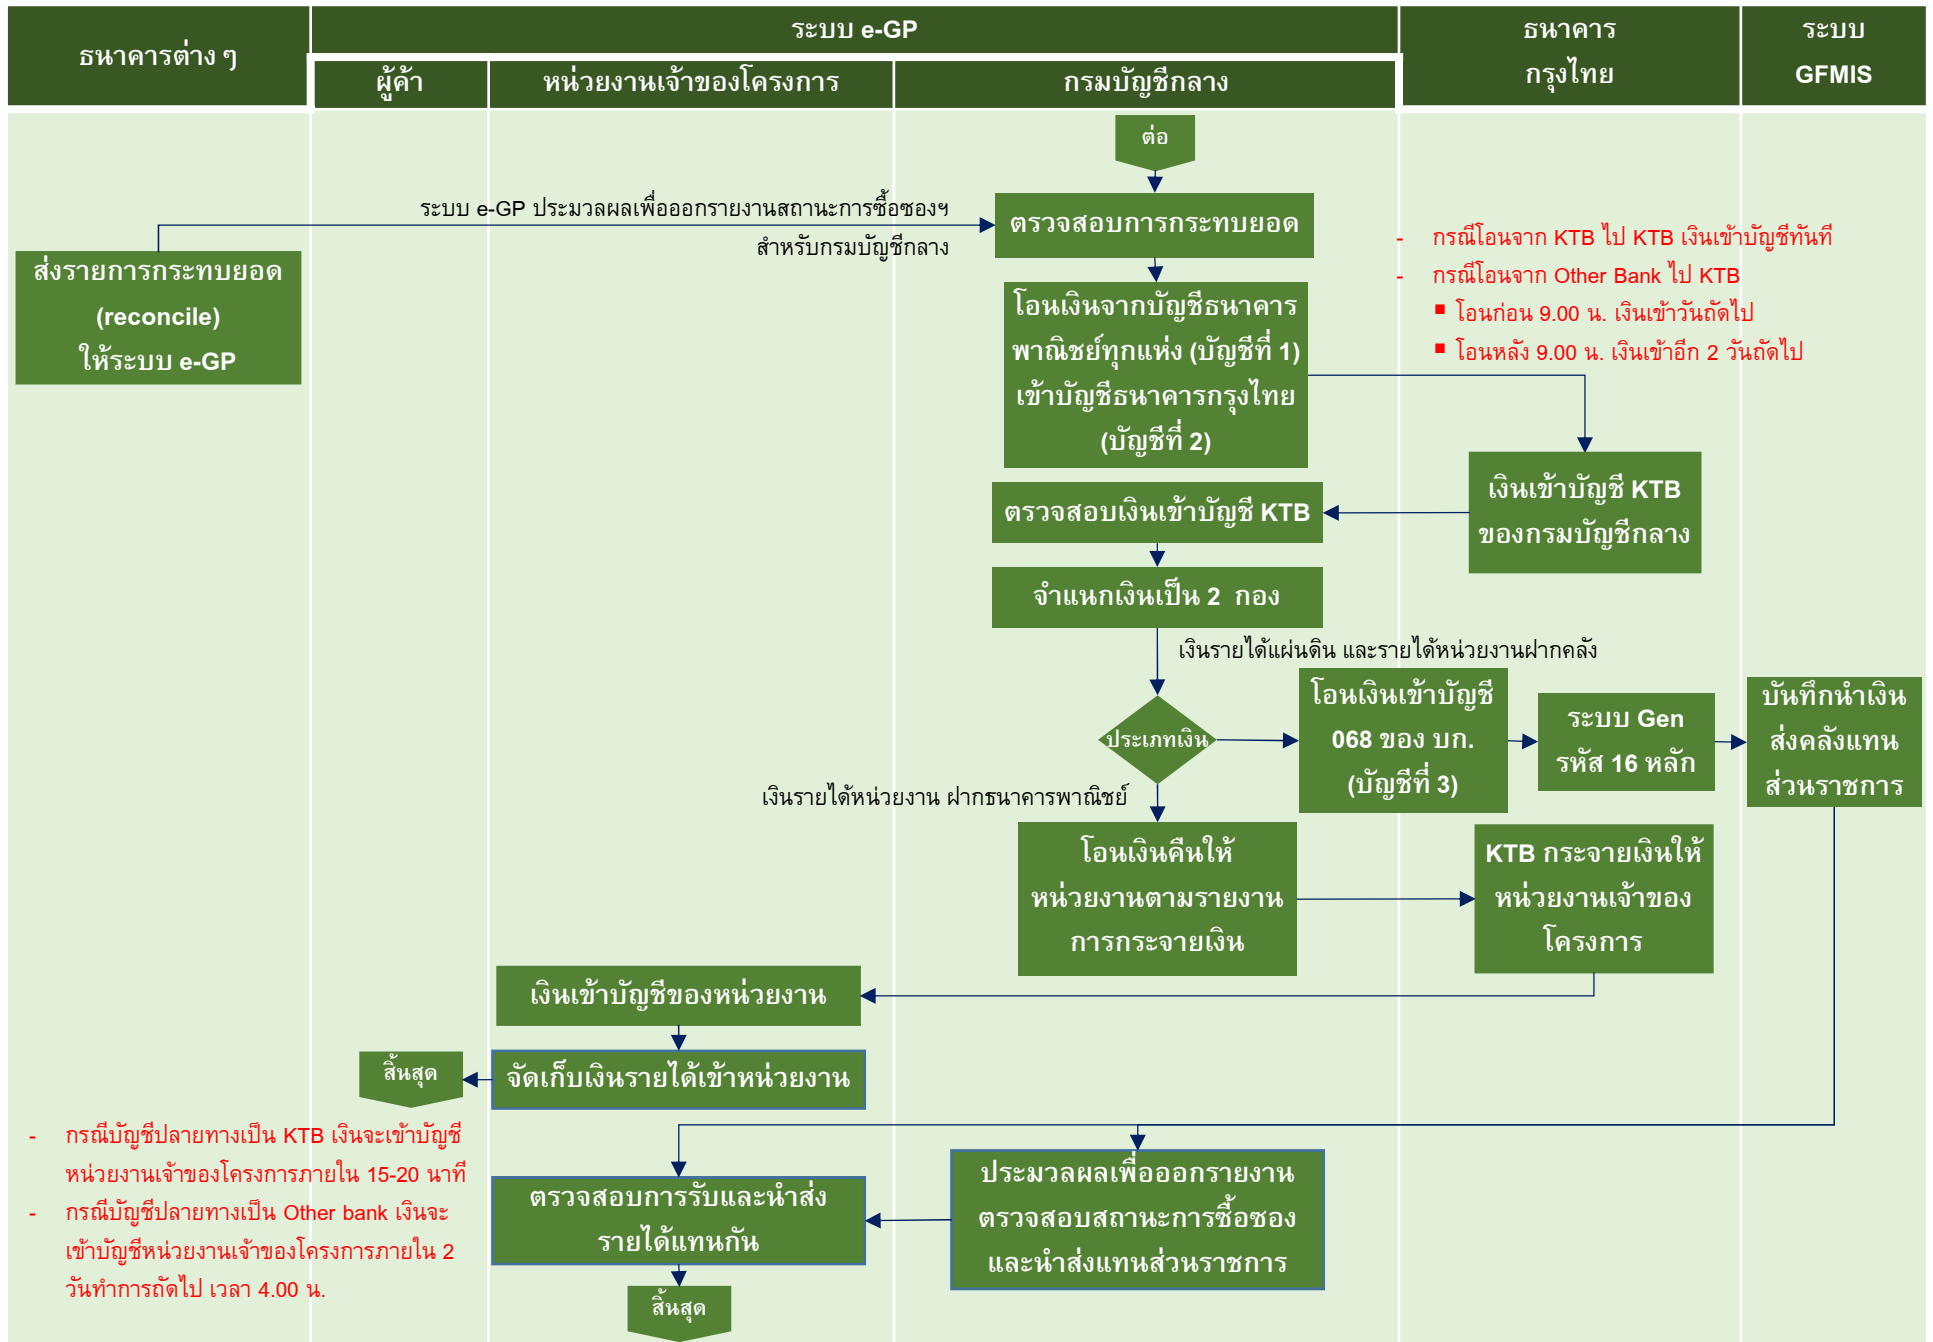 ธนาคารต่าง ๆ
ระบบ e-GP
ธนาคาร
กรุงไทย
ระบบ
GFMIS
ผู้ค้า
หน่วยงานเจ้าของโครงการ
กรมบัญชีกลาง
ต่อ
ระบบ e-GP ประมวลผลเพื่อออกรายงานสถานะการซื้อซองฯ
สำหรับกรมบัญชีกลาง
ตรวจสอบการกระทบยอด
ส่งรายการกระทบยอด
(reconcile)
ให้ระบบ e-GP
- กรณีโอนจาก KTB ไป KTB เงินเข้าบัญชีทันที
- กรณีโอนจาก Other Bank ไป KTB
▪ โอนก่อน 9.00 น. เงินเข้าวันถัดไป
▪ โอนหลัง 9.00 น. เงินเข้าอีก 2 วันถัดไป
โอนเงินจากบัญชีธนาคาร
พาณิชย์ทุกแห่ง (บัญชีที่ 1)
เข้าบัญชีธนาคารกรุงไทย
(บัญชีที่ 2)
เงินเข้าบัญชี KTB
ของกรมบัญชีกลาง
ตรวจสอบเงินเข้าบัญชี KTB
จำแนกเงินเป็น 2 กอง
เงินรายได้แผ่นดิน และรายได้หน่วยงานฝากคลัง
ประเภทเงิน
โอนเงินเข้าบัญชี
068 ของ บก.
(บัญชีที่ 3)
ระบบ Gen
รหัส 16 หลัก
บันทึกนำเงิน
ส่งคลังแทน
ส่วนราชการ
เงินรายได้หน่วยงาน ฝากธนาคารพาณิชย์
โอนเงินคืนให้
หน่วยงานตามรายงาน
การกระจายเงิน
KTB กระจายเงินให้
หน่วยงานเจ้าของ
โครงการ
เงินเข้าบัญชีของหน่วยงาน
จัดเก็บเงินรายได้เข้าหน่วยงาน
สิ้นสุด
- กรณีบัญชีปลายทางเป็น KTB เงินจะเข้าบัญชี
หน่วยงานเจ้าของโครงการภายใน 15-20 นาที
- กรณีบัญชีปลายทางเป็น Other bank เงินจะ
เข้าบัญชีหน่วยงานเจ้าของโครงการภายใน 2
วันทำการถัดไป เวลา 4.00 น.
ตรวจสอบการรับและนำส่ง
รายได้แทนกัน
ประมวลผลเพื่อออกรายงาน
ตรวจสอบสถานะการซื้อซอง
และนำส่งแทนส่วนราชการ
สิ้นสุด